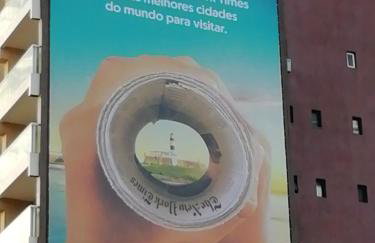 melhores cidades
do mundo para visitar.
The New York Times